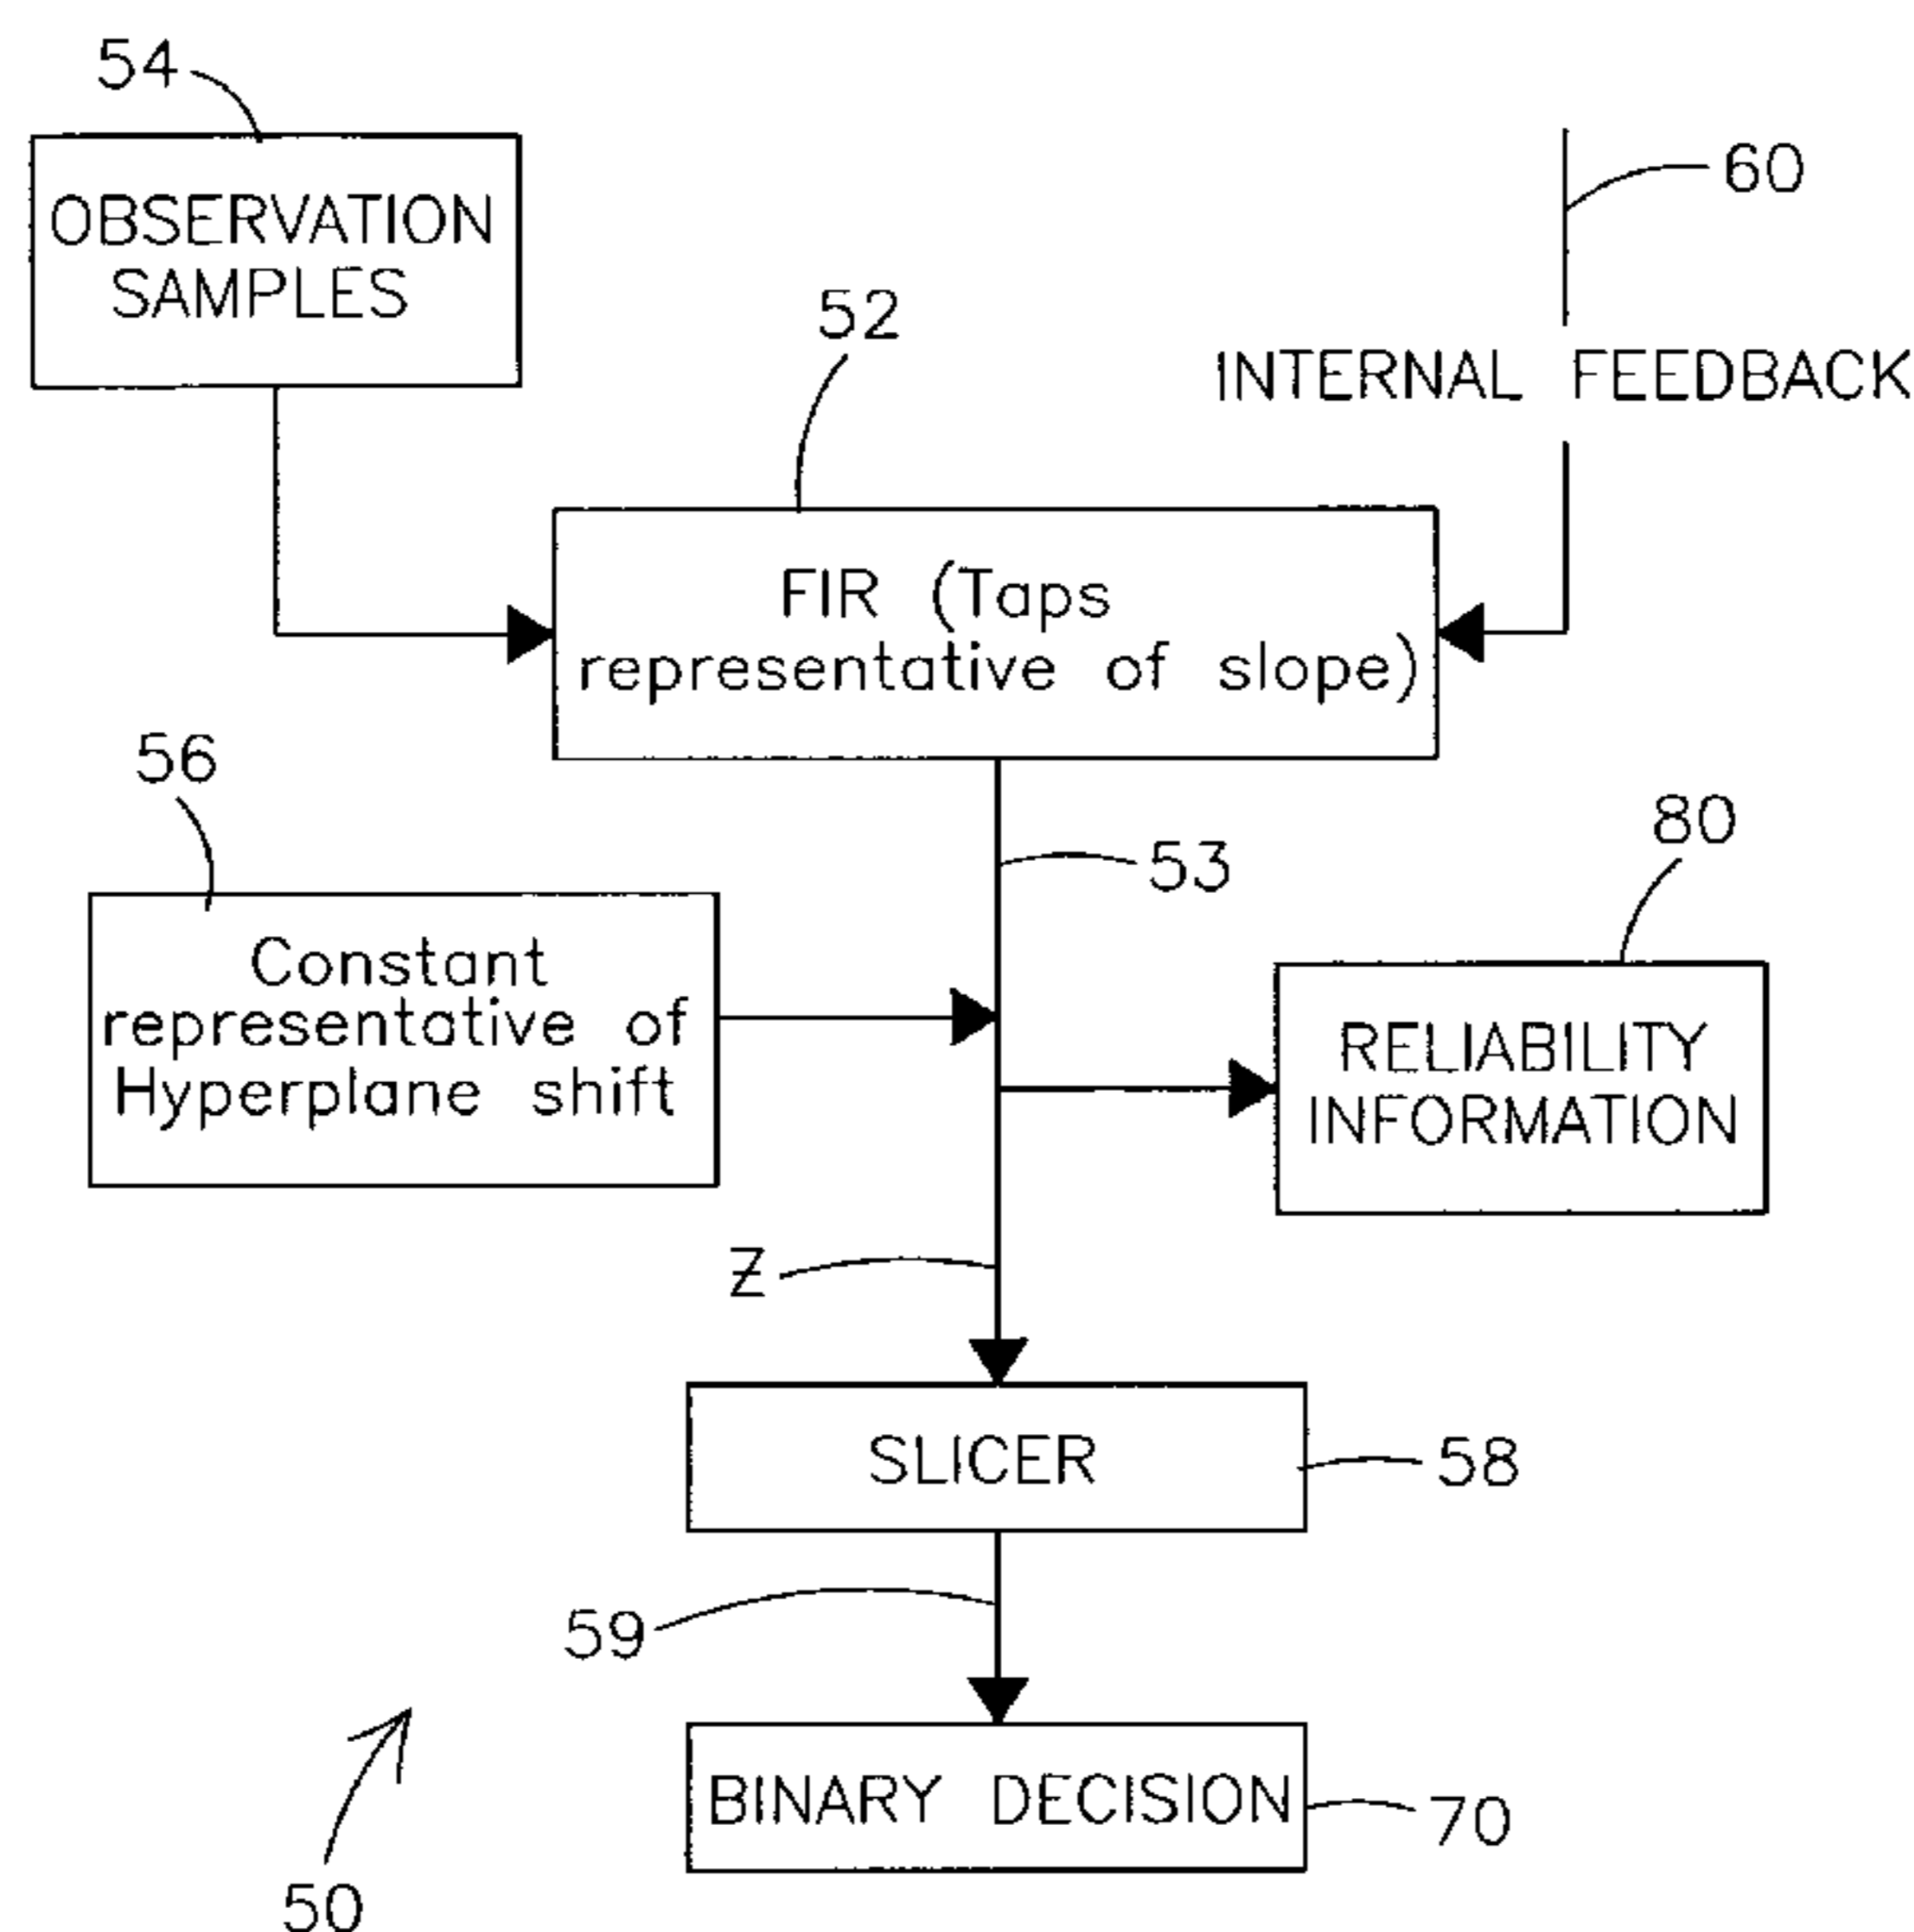 54
OBSERVATION
SAMPLES
60
52
INTERNAL FEEDBACK
FIR (Taps
representative of slope)
56
53
80
Constant
representative of
Hyperplane shift
RELIABILITY
INFORMATION
Z
SLICER
58
59
BINARY DECISION
70
50